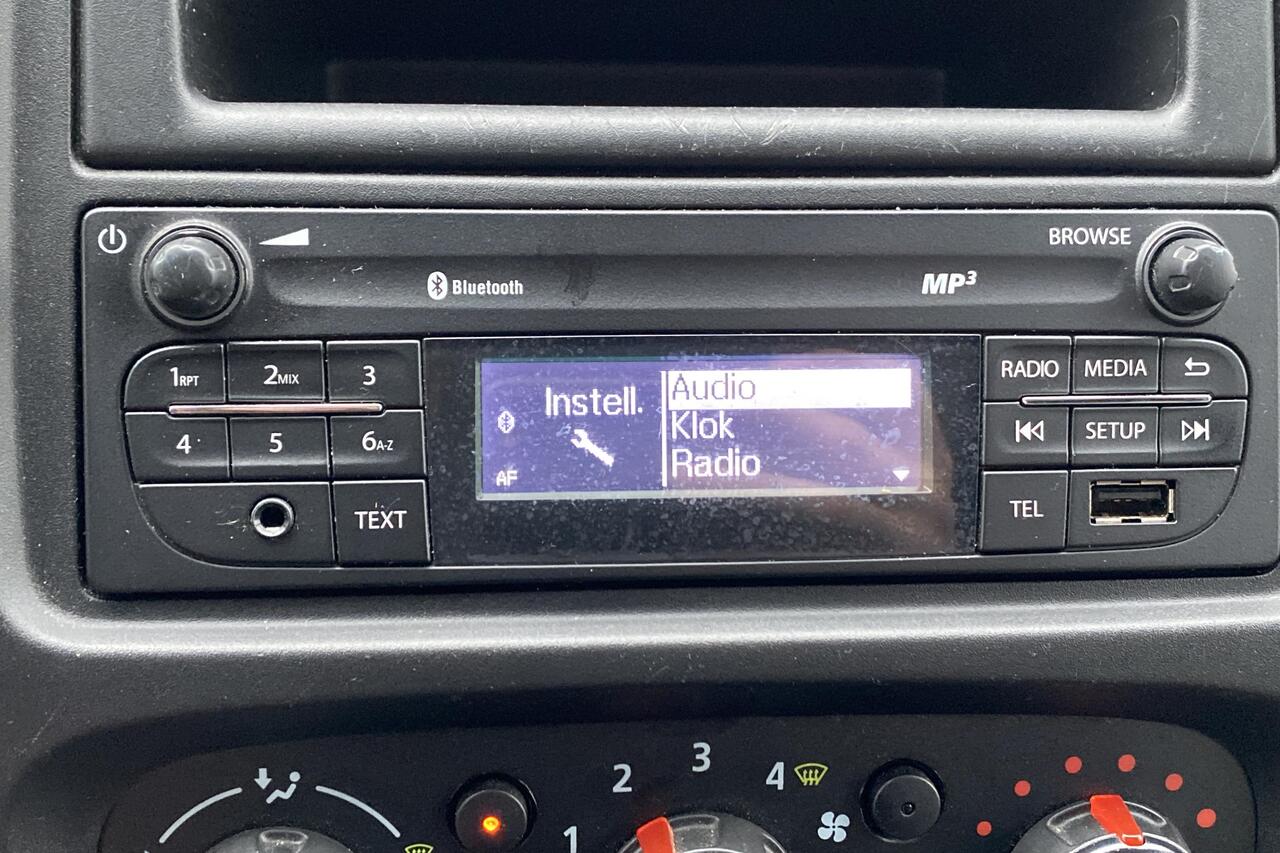 BROWSE
Bluetooth
MP3
1RPT
2MIX
3
4
5
6A-Z
TEXT
Instell.
AF
Audio
Klok
Radio
RADIO
MEDIA
SETUP
TEL
1
2
3
4